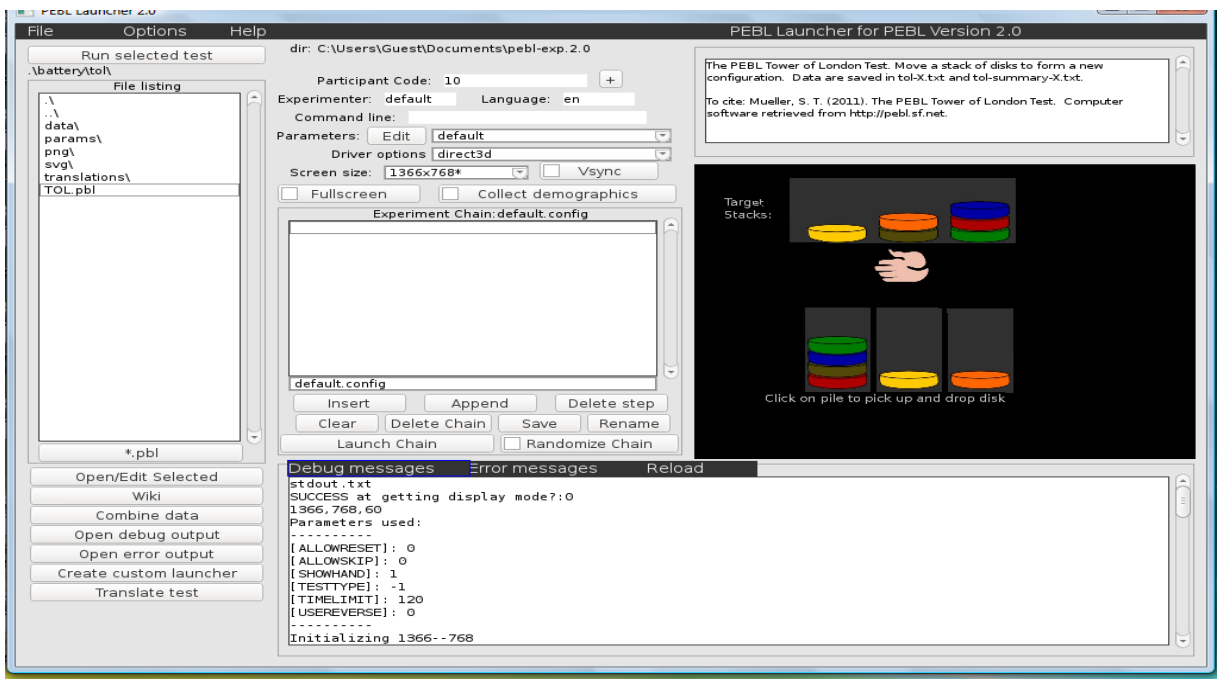 PEBL Launcher 2.0
File Options Help
PEBL Launcher for PEBL Version 2.0
Run selected test
.\battery\tol\
File listing
.\
..\
data\
params\
png\
svg\
translations\
TOL.pbl
*.pbl
Open/Edit Selected
Wiki
Combine data
Open debug output
Open error output
Create custom launcher
Translate test
dir: C:\Users\Guest\Documents\pebl-exp.2.0
Participant Code: 10 +
Experimenter: default Language: en
Command line:
Parameters: Edit default
Driver options direct3d
Screen size: 1366x768* Vsync
Fullscreen Collect demographics
Experiment Chain:default.config
default.config
Insert Append Delete step
Clear Delete Chain Save Rename
Launch Chain Randomize Chain
The PEBL Tower of London Test. Move a stack of disks to form a new
configuration. Data are saved in tol-X.txt and tol-summary-X.txt.
To cite: Mueller, S. T. (2011). The PEBL Tower of London Test. Computer
software retrieved from http://pebl.sf.net.
Target
Stacks:
Click on pile to pick up and drop disk
Debug messages Error messages Reload
stdout.txt
SUCCESS at getting display mode?:0
1366,768,60
Parameters used:
----------
[ALLOWRESET]: 0
[ALLOWSKIP]: 0
[SHOWHAND]: 1
[TESTTYPE]: -1
[TIMELIMIT]: 120
[USEREVERSE]: 0
----------
Initializing 1366--768